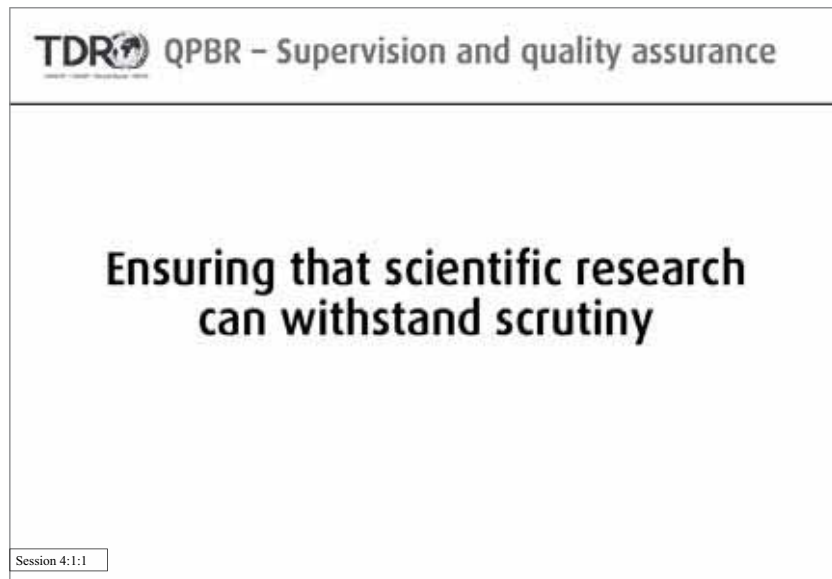 TDR QPBR – Supervision and quality assurance
Ensuring that scientific research
can withstand scrutiny
Session 4:1:1